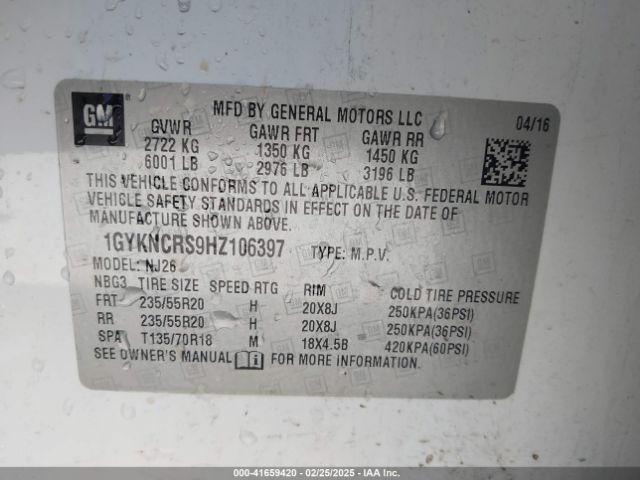 GM
MFD BY GENERAL MOTORS LLC
04/16
GVWR GAWR FRT GAWR RR
2722 KG 1350 KG 1450 KG
6001 LB 2976 LB 3196 LB
THIS VEHICLE CONFORMS TO ALL APPLICABLE U.S. FEDERAL MOTOR
VEHICLE SAFETY STANDARDS IN EFFECT ON THE DATE OF
MANUFACTURE SHOWN ABOVE.
1GYKNCRS9HZ106397 TYPE: M.P.V.
MODEL: NJ26
NBG3 TIRE SIZE SPEED RTG RIM COLD TIRE PRESSURE
FRT 235/55R20 H 20X8J 250KPA(36PSI)
RR 235/55R20 H 20X8J 250KPA(36PSI)
SPA T135/70R18 M 18X4.5B 420KPA(60PSI)
SEE OWNER'S MANUAL FOR MORE INFORMATION.
000-41659420 - 02/25/2025 - IAAI.com